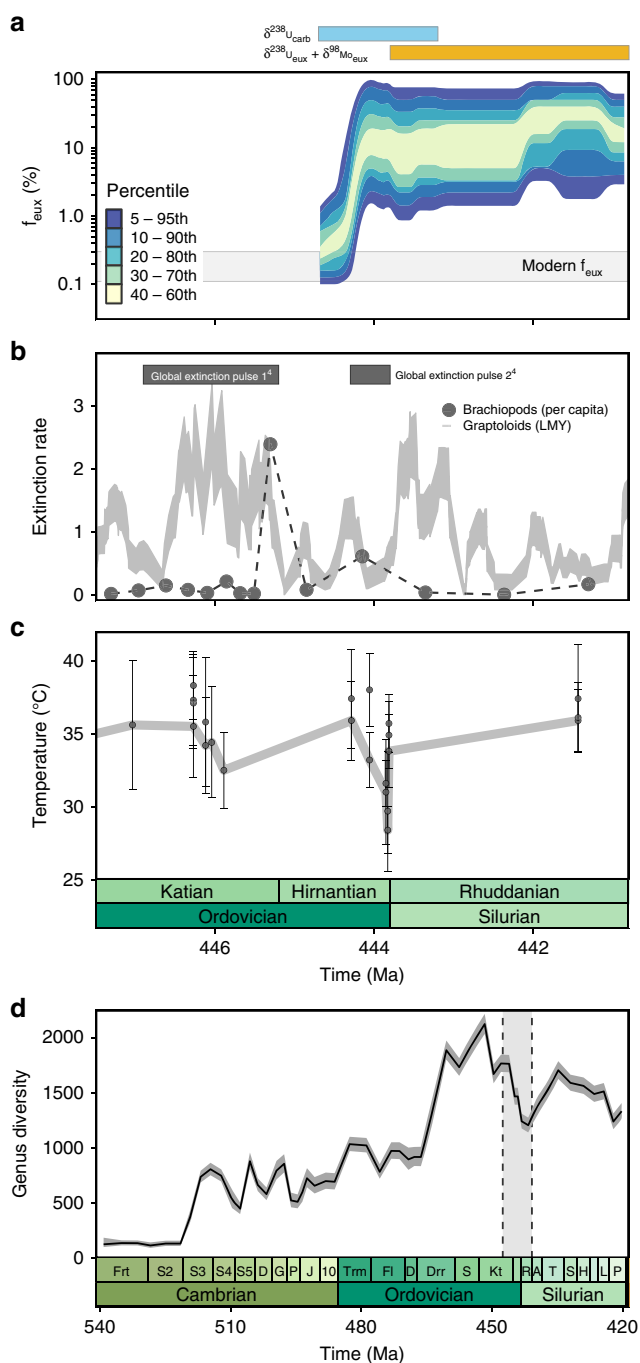 a
δ238Ucarb
δ238Ueux + δ98Moeux
100
10
1.0
0.1
feux (%)
Percentile
5 – 95th
10 – 90th
20 – 80th
30 – 70th
40 – 60th
Modern feux
b
Global extinction pulse 1⁴
Global extinction pulse 2⁴
Brachiopods (per capita)
Graptoloids (LMY)
3
2
1
0
Extinction rate
c
40
35
30
25
Temperature (°C)
Katian Hirnantian Rhuddanian
Ordovician Silurian
446 444 442
Time (Ma)
d
2000
1500
1000
500
0
Genus diversity
Frt S2 S3 S4 S5 D G P J 10 Trm Fl D Drr S Kt R A T S H L P
Cambrian Ordovician Silurian
540 510 480 450 420
Time (Ma)